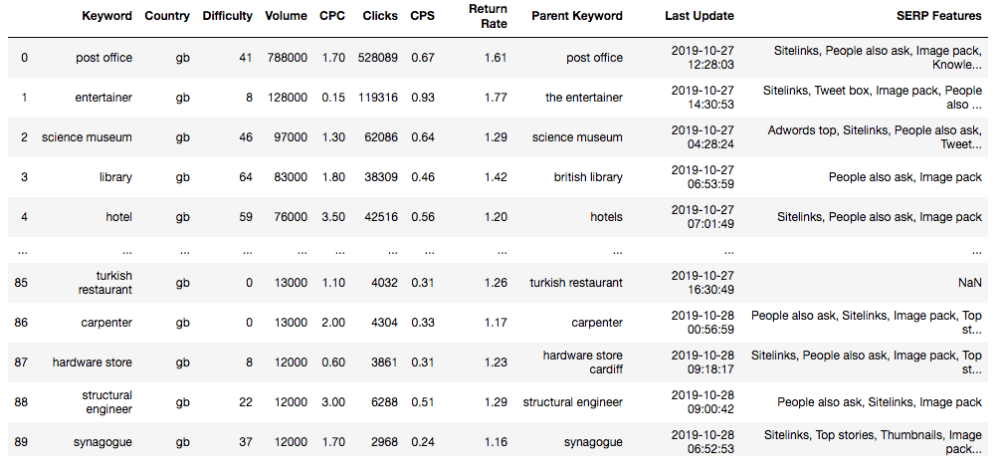 Keyword Country Difficulty Volume CPC Clicks CPS Return Rate Parent Keyword Last Update SERP Features
0 post office gb 41 788000 1.70 528089 0.67 1.61 post office 2019-10-27 12:28:03 Sitelinks, People also ask, Image pack, Knowle...
1 entertainer gb 8 128000 0.15 119316 0.93 1.77 the entertainer 2019-10-27 14:30:53 Sitelinks, Tweet box, Image pack, People also ...
2 science museum gb 46 97000 1.30 62086 0.64 1.29 science museum 2019-10-27 04:28:24 Adwords top, Sitelinks, People also ask, Tweet...
3 library gb 64 83000 1.80 38309 0.46 1.42 british library 2019-10-27 06:53:59 People also ask, Image pack
4 hotel gb 59 76000 3.50 42516 0.56 1.20 hotels 2019-10-27 07:01:49 Sitelinks, People also ask, Image pack
... ... ... ... ... ... ... ... ... ... ... ...
85 turkish restaurant gb 0 13000 1.10 4032 0.31 1.26 turkish restaurant 2019-10-27 16:30:49 NaN
86 carpenter gb 0 13000 2.00 4304 0.33 1.17 carpenter 2019-10-28 00:56:59 People also ask, Sitelinks, Image pack, Top st...
87 hardware store gb 8 12000 0.60 3861 0.31 1.23 hardware store cardiff 2019-10-28 09:18:17 Sitelinks, People also ask, Image pack, Top st...
88 structural engineer gb 22 12000 3.00 6288 0.51 1.29 structural engineer 2019-10-28 09:00:42 People also ask, Sitelinks, Image pack
89 synagogue gb 37 12000 1.70 2968 0.24 1.16 synagogue 2019-10-28 06:52:53 Sitelinks, Top stories, Thumbnails, Image pack...